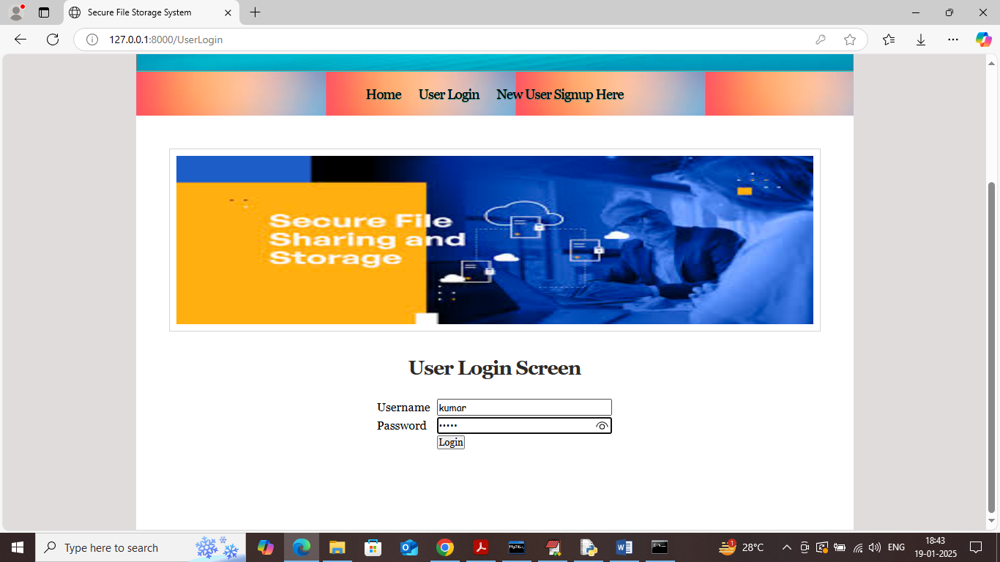 Secure File Storage System
127.0.0.1:8000/UserLogin
Home User Login New User Signup Here
Secure File
Sharing and
Storage
User Login Screen
Username kumar
Password •••••
Login
Type here to search
1
28°C
ENG
18:43
19-01-2025